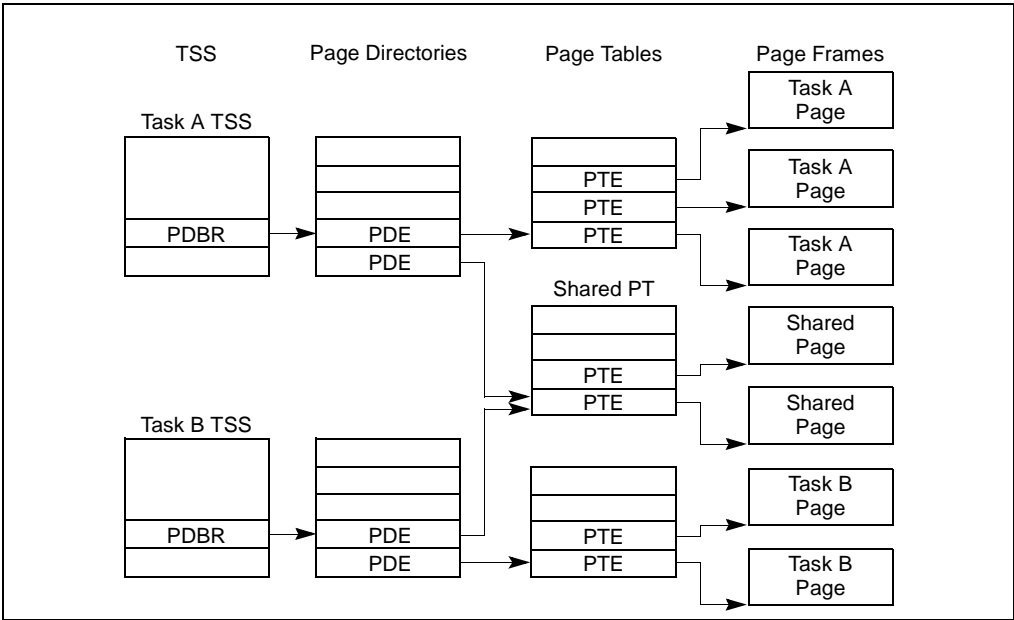 TSS
Page Directories
Page Tables
Page Frames
Task A
Page
Task A TSS
PTE
Task A
Page
PTE
PDBR
PDE
PTE
Task A
Page
PDE
Shared PT
Shared
Page
PTE
PTE
Shared
Page
Task B TSS
Task B
Page
PDBR
PDE
PTE
PDE
PTE
Task B
Page